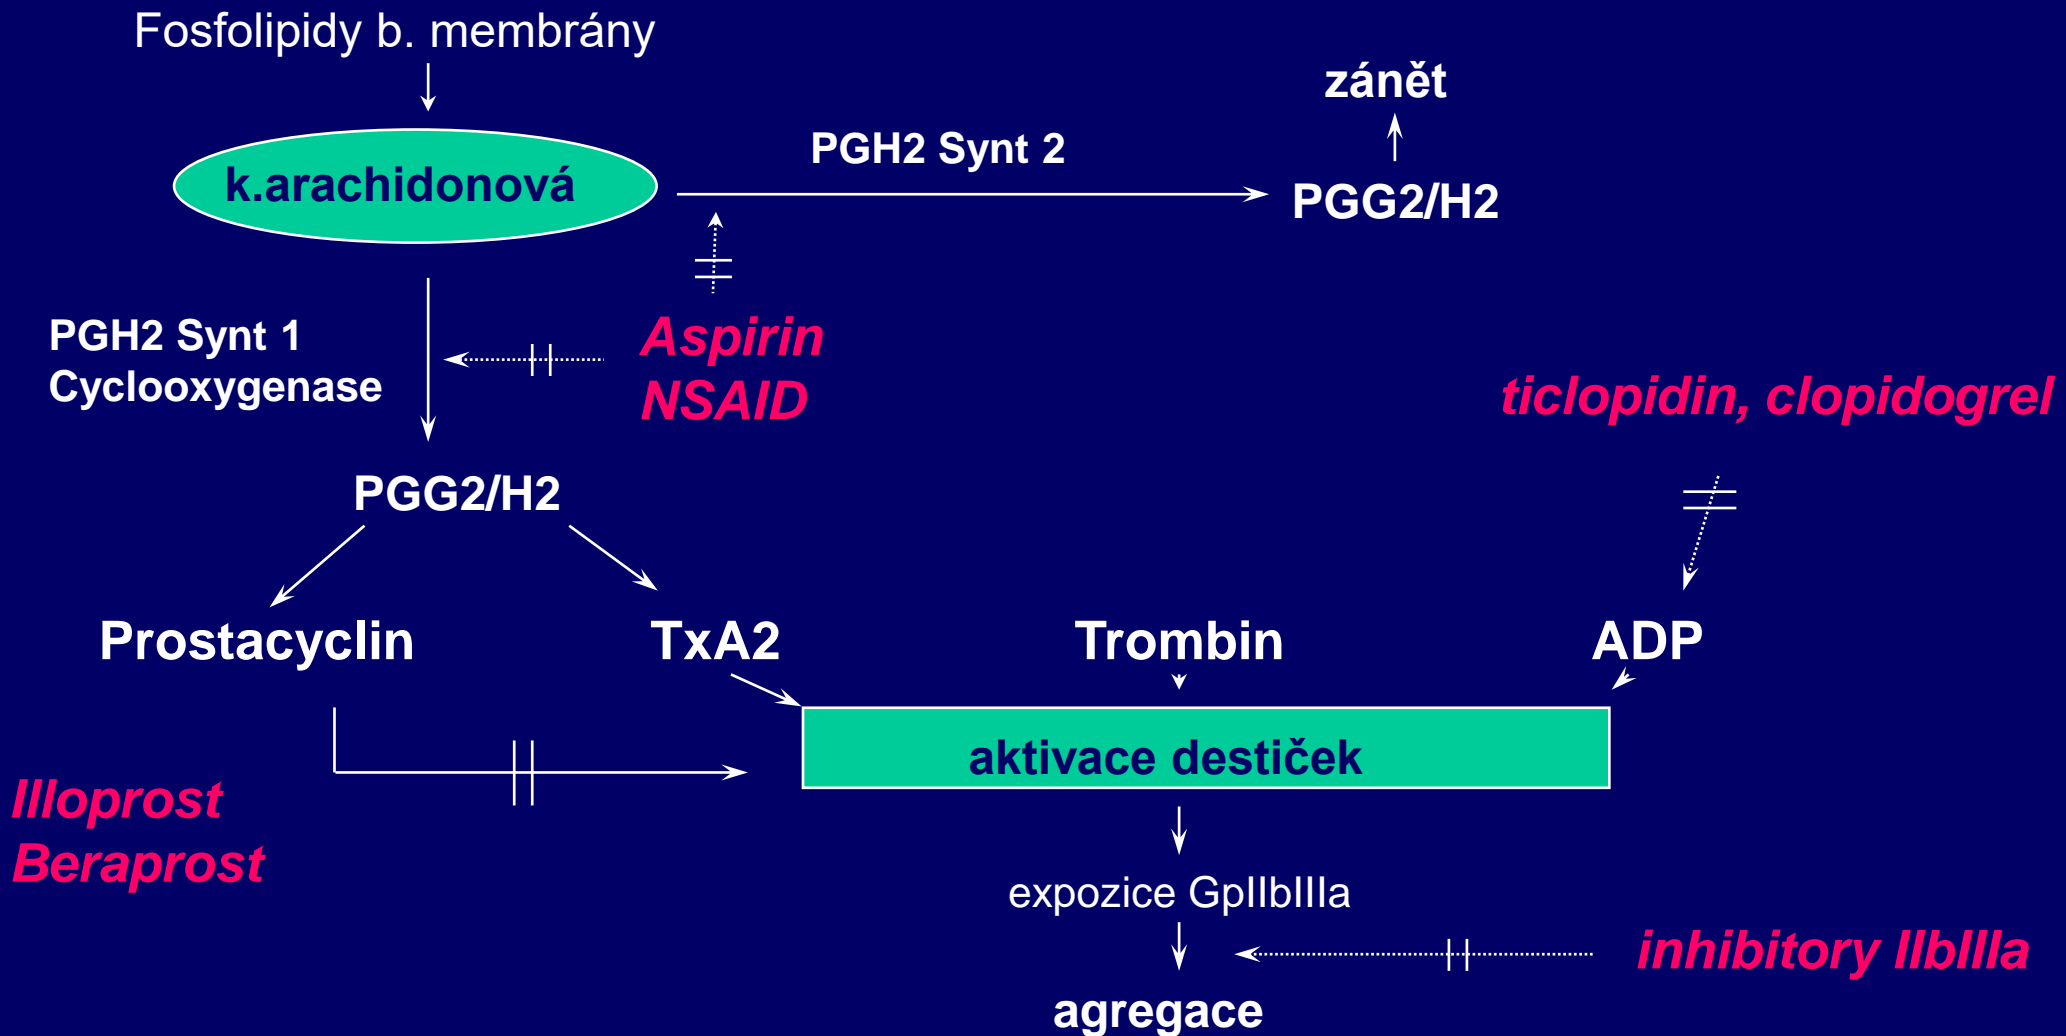 Fosfolipidy b. membrány
zánět
PGH2 Synt 2
k.arachidonová
PGG2/H2
PGH2 Synt 1
Cyclooxygenase
Aspirin
NSAID
ticlopidin, clopidogrel
PGG2/H2
Prostacyclin
TxA2
Trombin
ADP
aktivace destiček
Illoprost
Beraprost
expozice GpIIbIIIa
inhibitory IIbIIIa
agregace